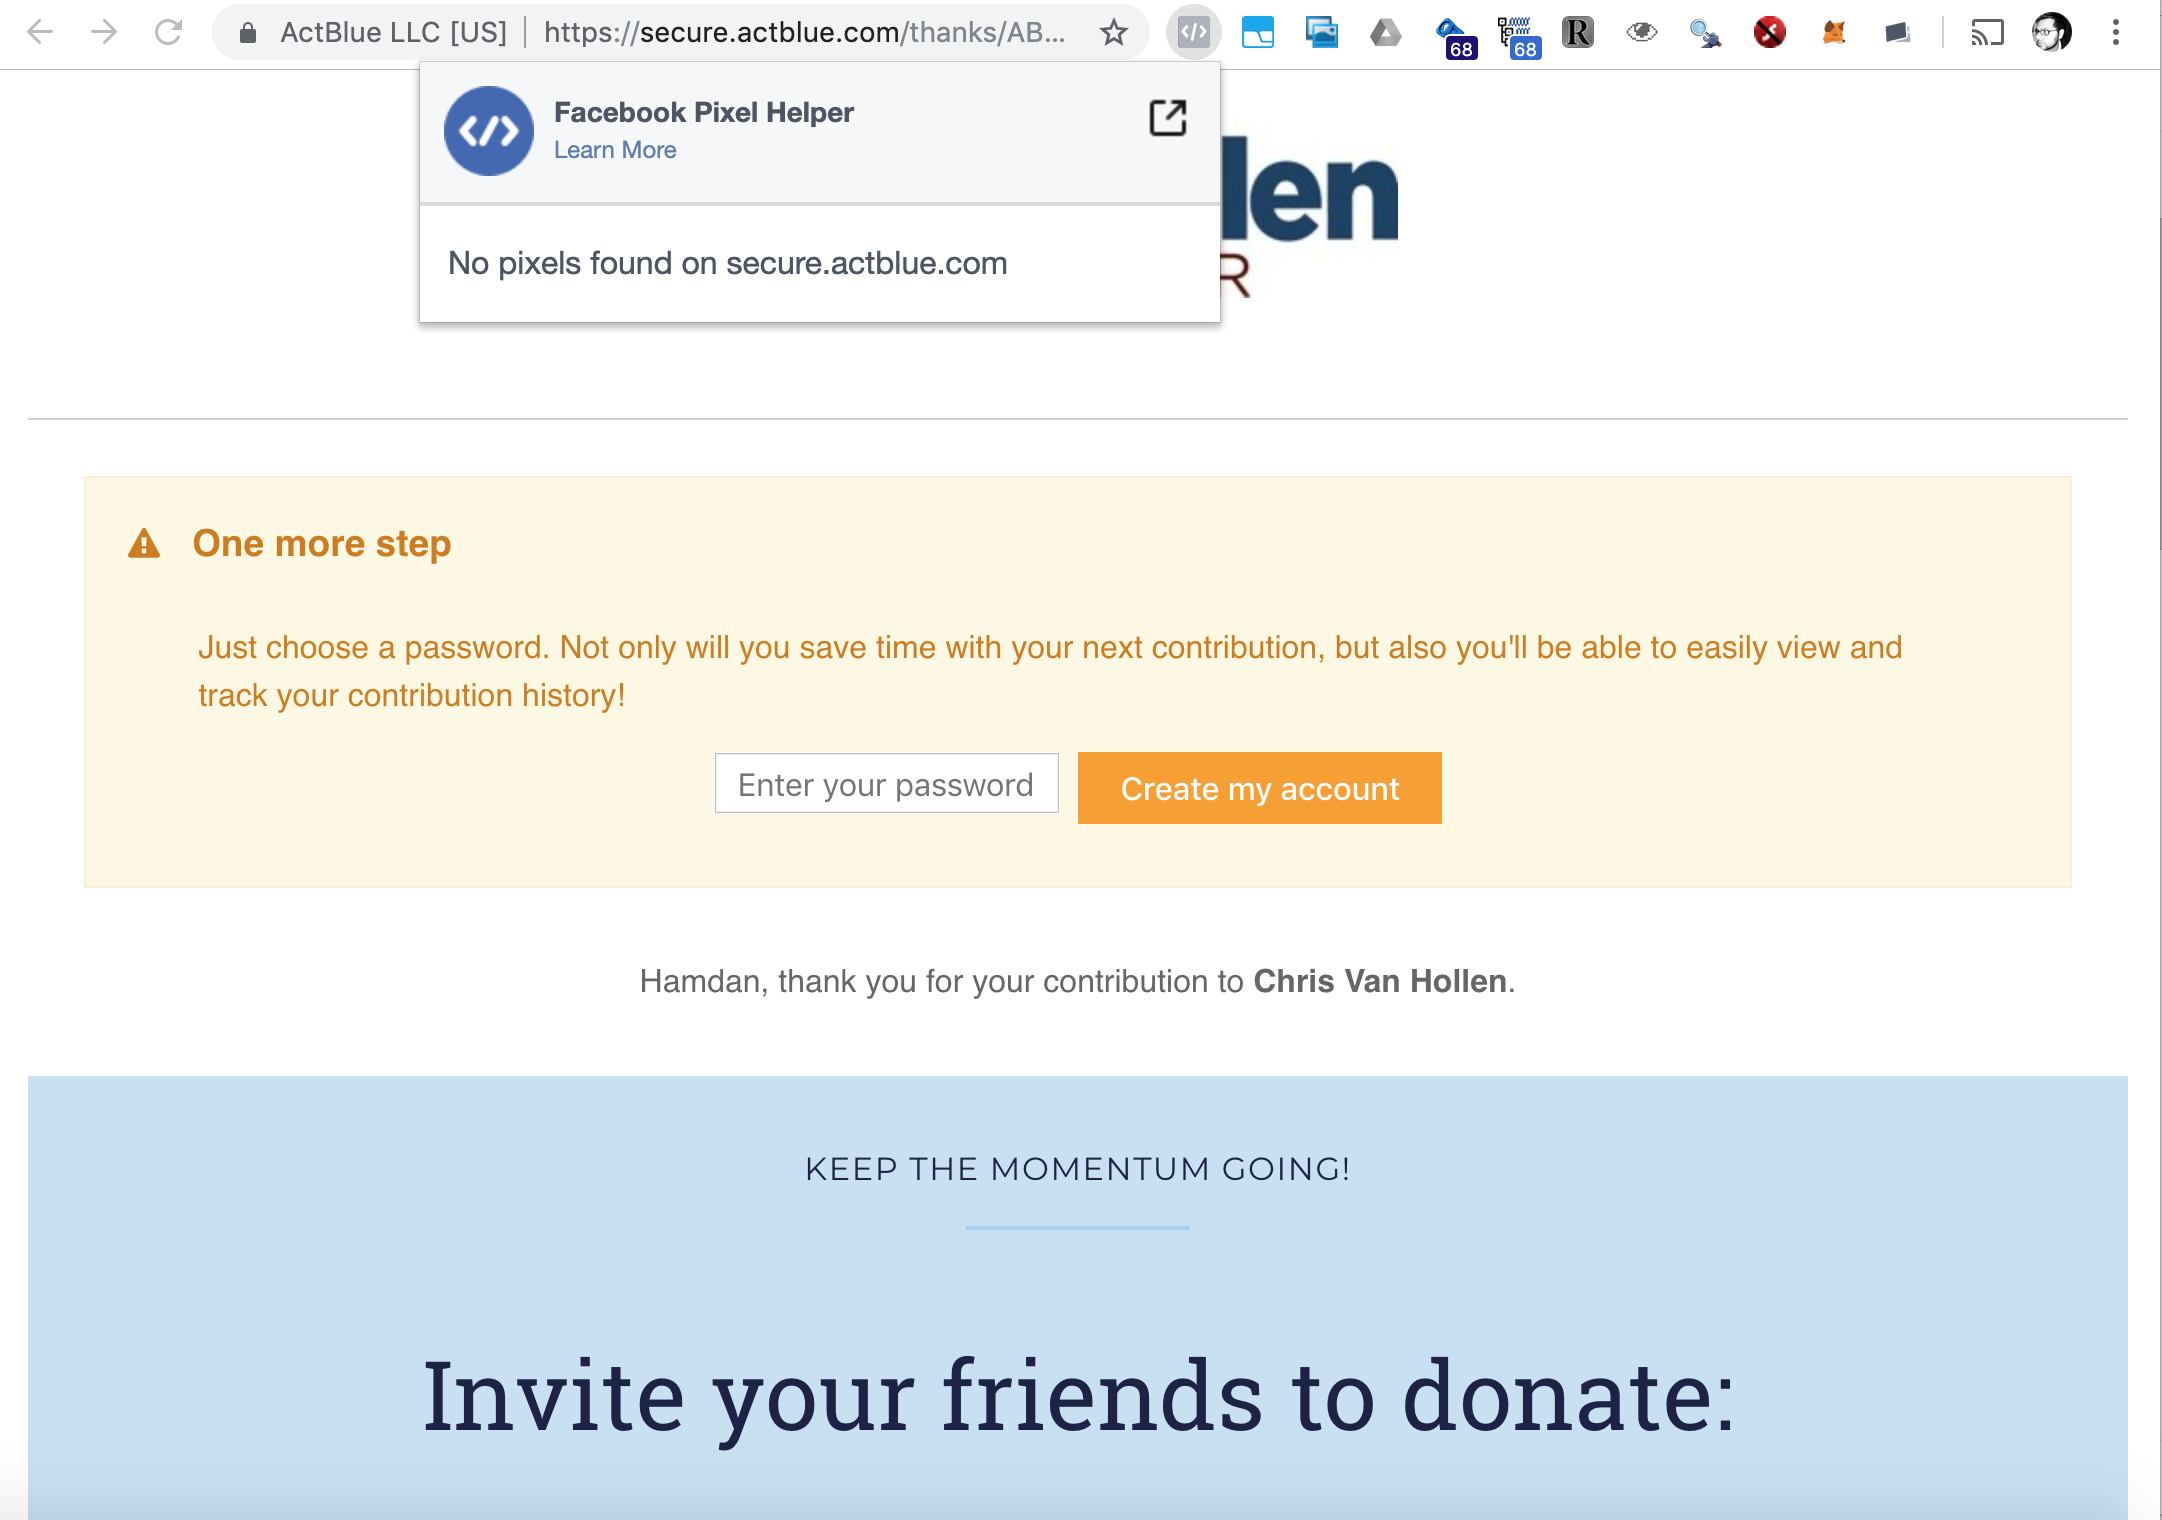 ActBlue LLC [US] https://secure.actblue.com/thanks/AB...
68
68
R
Facebook Pixel Helper
Learn More
No pixels found on secure.actblue.com
len
R
One more step
Just choose a password. Not only will you save time with your next contribution, but also you'll be able to easily view and
track your contribution history!
Enter your password
Create my account
Hamdan, thank you for your contribution to Chris Van Hollen.
KEEP THE MOMENTUM GOING!
Invite your friends to donate: